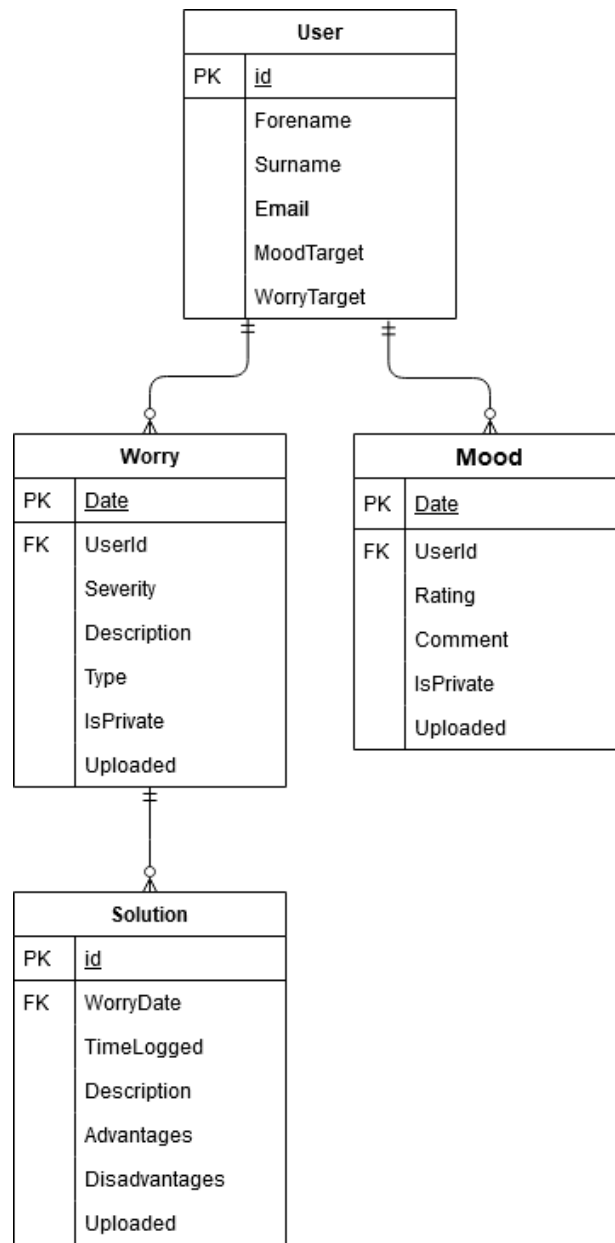 User
PK id
Forename
Surname
Email
MoodTarget
WorryTarget
Worry
PK Date
FK UserId
Severity
Description
Type
IsPrivate
Uploaded
Mood
PK Date
FK UserId
Rating
Comment
IsPrivate
Uploaded
Solution
PK id
FK WorryDate
TimeLogged
Description
Advantages
Disadvantages
Uploaded